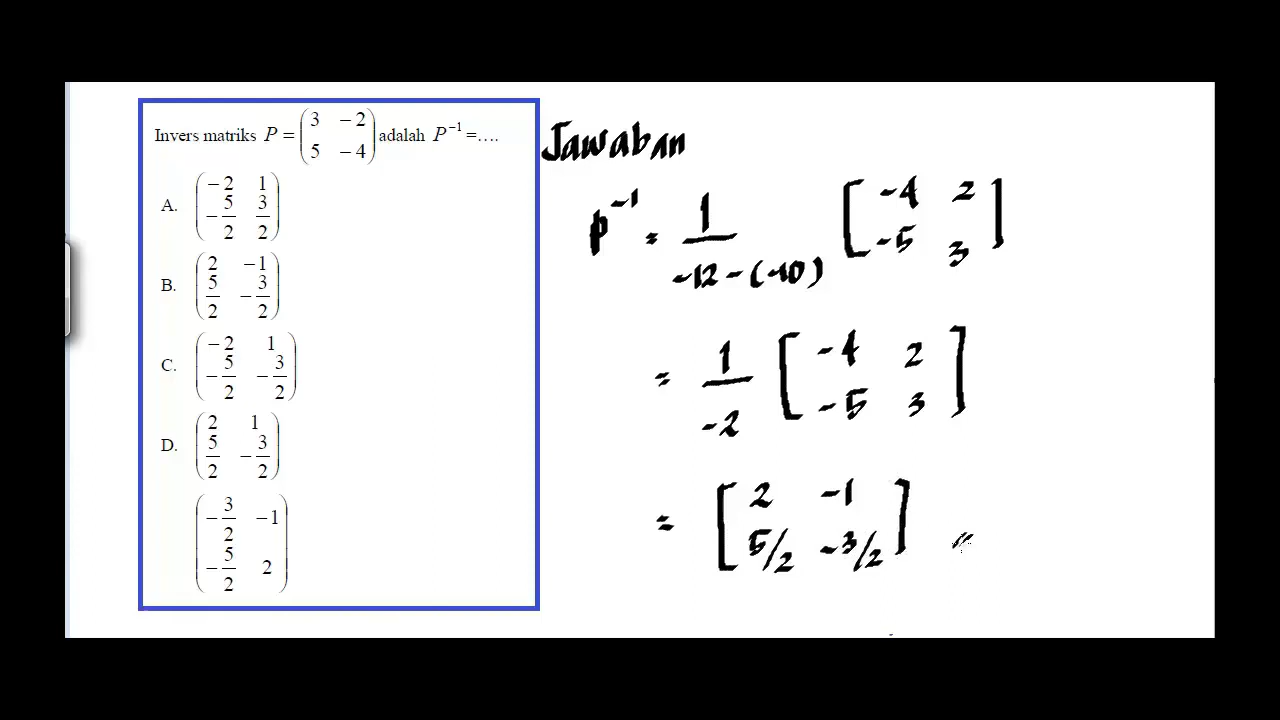 Invers matriks P = (3 −2
5 −4) adalah P⁻¹ =….
A. (−2 1
−5/2 3/2)
B. (2 −1
5/2 −3/2)
C. (−2 1
−5/2 −3/2)
D. (2 1
5/2 −3/2)
(−3/2 −1
−5/2 2)
Jawaban
P⁻¹ = 1/(-12-(-10)) [-4 2
-5 3]
= 1/-2 [-4 2
-5 3]
= [2 -1
5/2 -3/2]